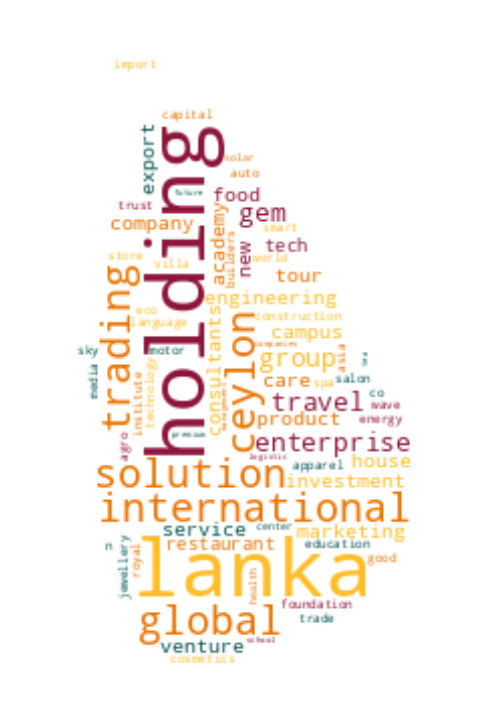 import
capital
holding
export
solar
auto
future
trust
food
gem
company
academy
builders
new
tech
smart
store
villa
world
tour
trading
engineering
eco
language
consultants
ceylon
construction
campus
sky
motor
companies
group
asia
media
institute
technology
management
care
spa
salon
co
travel
wave
product
energy
agro
premium
enterprise
logistic
apparel
house
solution
investment
international
service
center
marketing
n
jewellery
royal
restaurant
education
good
lanka
health
foundation
global
trade
venture
school
cosmetics